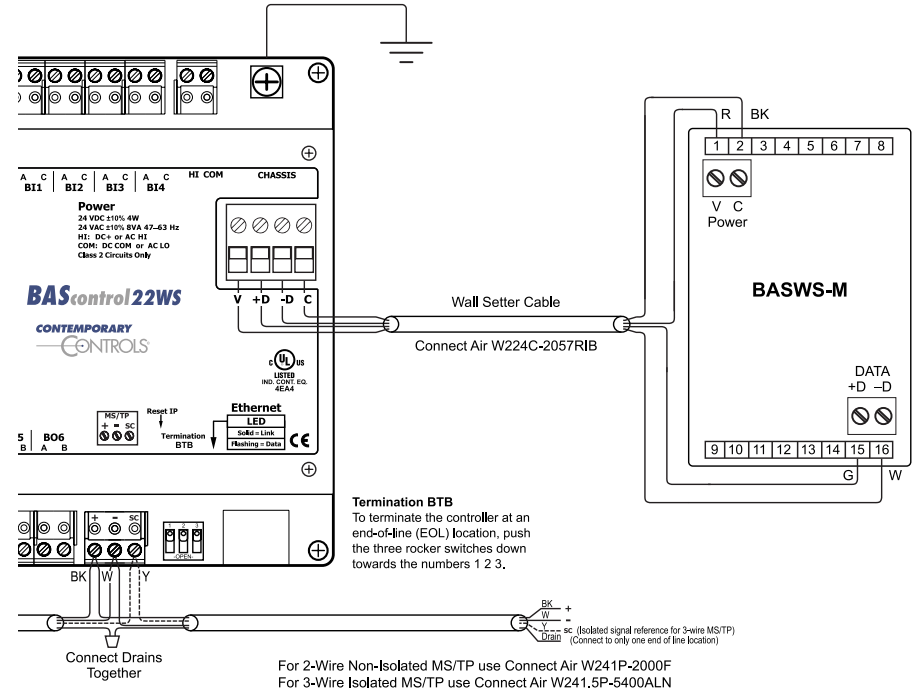 R BK
1 2 3 4 5 6 7 8
A C A C A C A C HI COM CHASSIS
BI1 BI2 BI3 BI4
Power
24 VDC ±10% 4W
24 VAC ±10% 8VA 47–63 Hz
HI: DC+ or AC HI
COM: DC COM or AC LO
Class 2 Circuits Only
V C
Power
BAScontrol22WS
V +D -D C
Wall Setter Cable
BASWS-M
CONTEMPORARY
CONTROLS
Connect Air W224C-2057RIB
C UL US
LISTED
IND. CONT. EQ.
4EA4
DATA
+D –D
MS/TP
+ – SC
Reset IP
Ethernet
LED
Solid = Link
Flashing = Data
Termination
BTB
CE
5 BO6
B A B
9 10 11 12 13 14 15 16
G W
Termination BTB
To terminate the controller at an
end-of-line (EOL) location, push
the three rocker switches down
towards the numbers 1 2 3.
+ – SC
1 2 3
-OPEN-
BK W Y
BK +
W –
Y SC (Isolated signal reference for 3-wire MS/TP)
Drain (Connect to only one end of line location)
Connect Drains
Together
For 2-Wire Non-Isolated MS/TP use Connect Air W241P-2000F
For 3-Wire Isolated MS/TP use Connect Air W241.5P-5400ALN